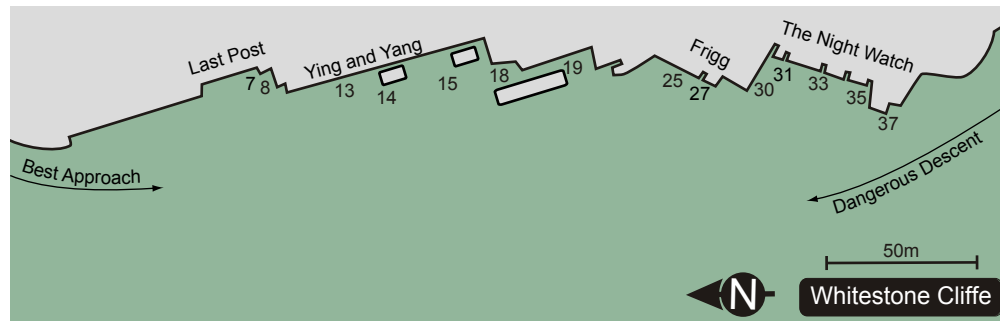 Last Post
Ying and Yang
Frigg
The Night Watch
7
8
13
14
15
18
19
25
27
30
31
33
35
37
Best Approach
Dangerous Descent
50m
N
Whitestone Cliffe